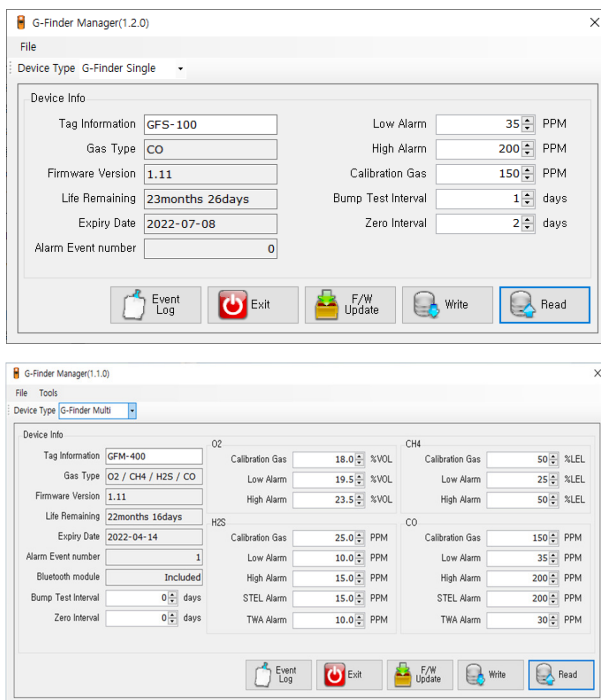 G-Finder Manager(1.2.0)
File
Device Type G-Finder Single
Device Info
Tag Information GFS-100
Gas Type CO
Firmware Version 1.11
Life Remaining 23months 26days
Expiry Date 2022-07-08
Alarm Event number 0
Low Alarm 35 PPM
High Alarm 200 PPM
Calibration Gas 150 PPM
Bump Test Interval 1 days
Zero Interval 2 days
Event
Log
Exit
F/W
Update
Write
Read
G-Finder Manager(1.1.0)
File Tools
Device Type G-Finder Multi
Device Info
Tag Information GFM-400
Gas Type O2 / CH4 / H2S / CO
Firmware Version 1.11
Life Remaining 22months 16days
Expiry Date 2022-04-14
Alarm Event number 1
Bluetooth module Included
Bump Test Interval 0 days
Zero Interval 0 days
O2
Calibration Gas 18.0 %VOL
Low Alarm 19.5 %VOL
High Alarm 23.5 %VOL
CH4
Calibration Gas 50 %LEL
Low Alarm 25 %LEL
High Alarm 50 %LEL
H2S
Calibration Gas 25.0 PPM
Low Alarm 10.0 PPM
High Alarm 15.0 PPM
STEL Alarm 15.0 PPM
TWA Alarm 10.0 PPM
CO
Calibration Gas 150 PPM
Low Alarm 35 PPM
High Alarm 200 PPM
STEL Alarm 200 PPM
TWA Alarm 30 PPM
Event
Log
Exit
F/W
Update
Write
Read